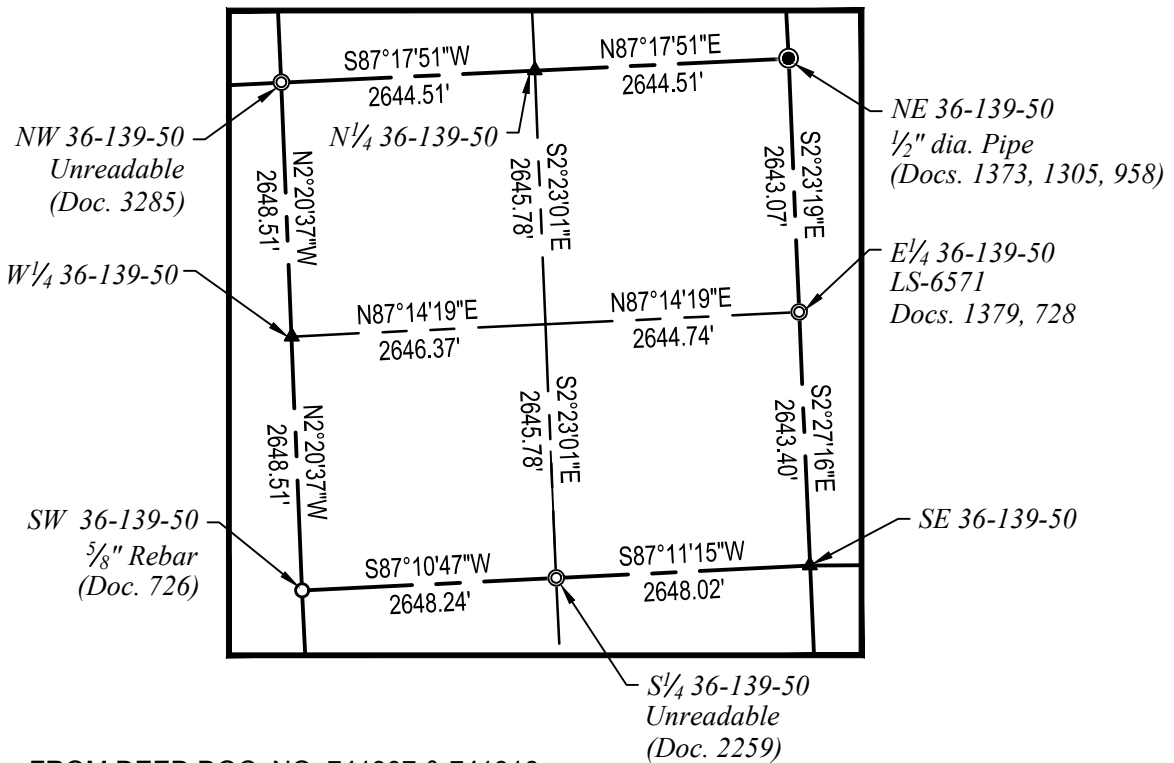 S87°17'51"W
2644.51'
N87°17'51"E
2644.51'
NW 36-139-50
Unreadable
(Doc. 3285)
N¼ 36-139-50
NE 36-139-50
½" dia. Pipe
(Docs. 1373, 1305, 958)
N2°20'37"W
2648.51'
S2°23'01"E
2645.78'
S2°23'19"E
2643.07'
W¼ 36-139-50
E¼ 36-139-50
LS-6571
Docs. 1379, 728
N87°14'19"E
2646.37'
N87°14'19"E
2644.74'
N2°20'37"W
2648.51'
S2°23'01"E
2645.78'
S2°27'16"E
2643.40'
SW 36-139-50
⅝" Rebar
(Doc. 726)
SE 36-139-50
S87°10'47"W
2648.24'
S87°11'15"W
2648.02'
S¼ 36-139-50
Unreadable
(Doc. 2259)